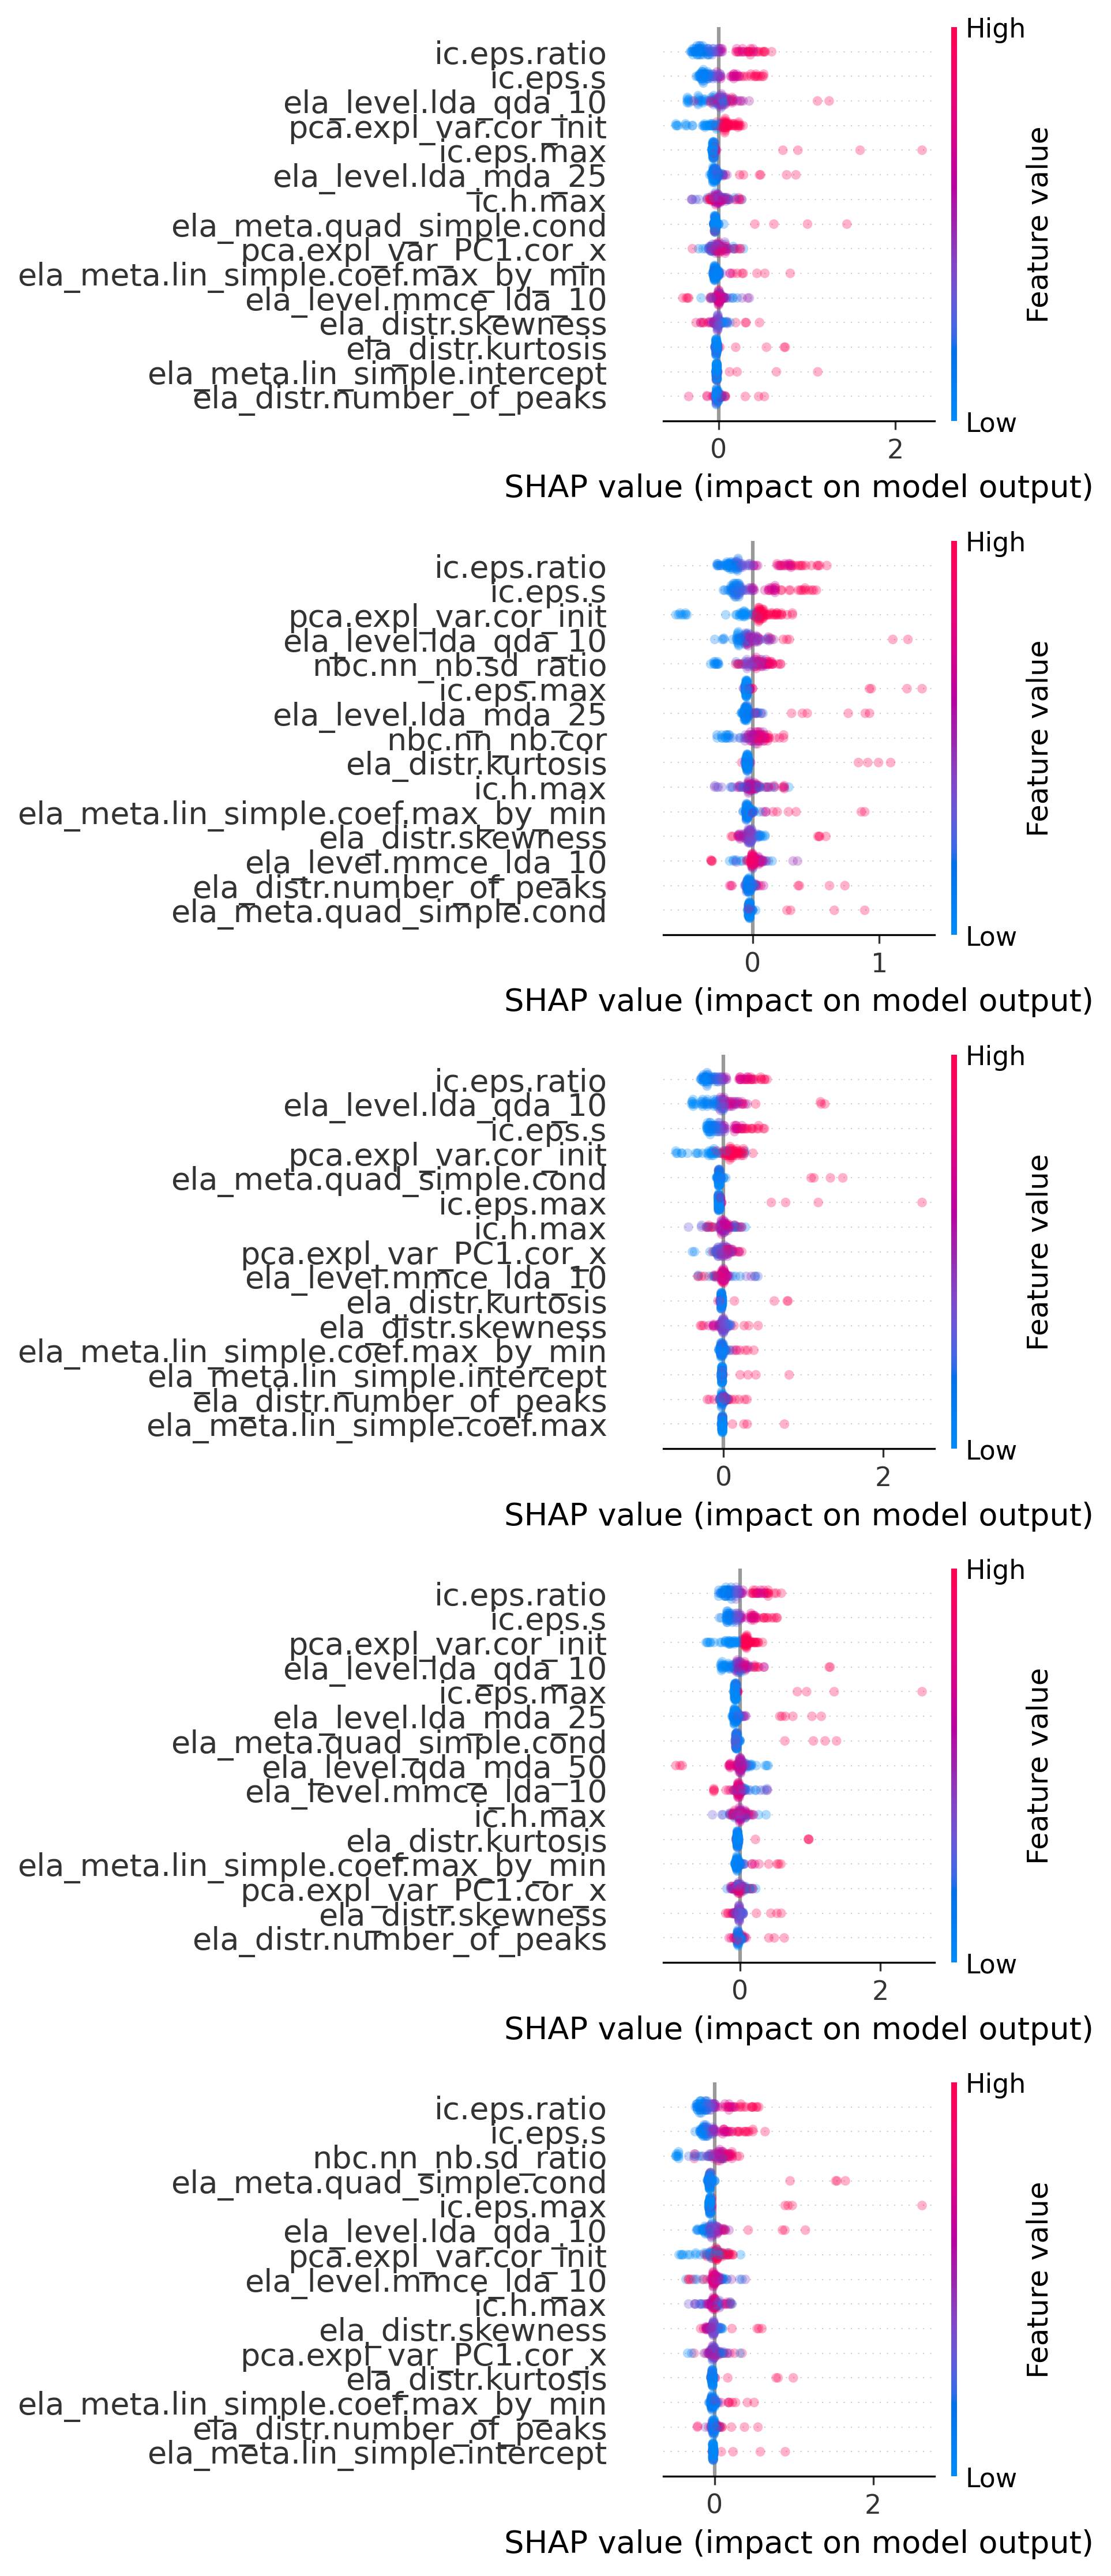 High
ic.eps.ratio
ic.eps.s
ela_level.lda_qda_10
pca.expl_var.cor_init
ic.eps.max
ela_level.lda_mda_25
ic.h.max
ela_meta.quad_simple.cond
pca.expl_var_PC1.cor_x
ela_meta.lin_simple.coef.max_by_min
ela_level.mmce_lda_10
ela_distr.skewness
ela_distr.kurtosis
ela_meta.lin_simple.intercept
ela_distr.number_of_peaks
Feature value
Low
0 2
SHAP value (impact on model output)
High
ic.eps.ratio
ic.eps.s
pca.expl_var.cor_init
ela_level.lda_qda_10
nbc.nn_nb.sd_ratio
ic.eps.max
ela_level.lda_mda_25
nbc.nn_nb.cor
ela_distr.kurtosis
ic.h.max
ela_meta.lin_simple.coef.max_by_min
ela_distr.skewness
ela_level.mmce_lda_10
ela_distr.number_of_peaks
ela_meta.quad_simple.cond
Feature value
Low
0 1
SHAP value (impact on model output)
High
ic.eps.ratio
ela_level.lda_qda_10
ic.eps.s
pca.expl_var.cor_init
ela_meta.quad_simple.cond
ic.eps.max
ic.h.max
pca.expl_var_PC1.cor_x
ela_level.mmce_lda_10
ela_distr.kurtosis
ela_distr.skewness
ela_meta.lin_simple.coef.max_by_min
ela_meta.lin_simple.intercept
ela_distr.number_of_peaks
ela_meta.lin_simple.coef.max
Feature value
Low
0 2
SHAP value (impact on model output)
High
ic.eps.ratio
ic.eps.s
pca.expl_var.cor_init
ela_level.lda_qda_10
ic.eps.max
ela_level.lda_mda_25
ela_meta.quad_simple.cond
ela_level.qda_mda_50
ela_level.mmce_lda_10
ic.h.max
ela_distr.kurtosis
ela_meta.lin_simple.coef.max_by_min
pca.expl_var_PC1.cor_x
ela_distr.skewness
ela_distr.number_of_peaks
Feature value
Low
0 2
SHAP value (impact on model output)
High
ic.eps.ratio
ic.eps.s
nbc.nn_nb.sd_ratio
ela_meta.quad_simple.cond
ic.eps.max
ela_level.lda_qda_10
pca.expl_var.cor_init
ela_level.mmce_lda_10
ic.h.max
ela_distr.skewness
pca.expl_var_PC1.cor_x
ela_distr.kurtosis
ela_meta.lin_simple.coef.max_by_min
ela_distr.number_of_peaks
ela_meta.lin_simple.intercept
Feature value
Low
0 2
SHAP value (impact on model output)